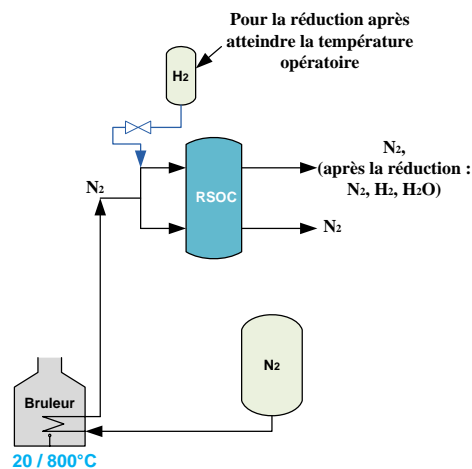 Pour la réduction après
atteindre la température
opératoire
H2
N2,
(après la réduction :
N2, H2, H2O)
N2
RSOC
N2
N2
Bruleur
20 / 800°C